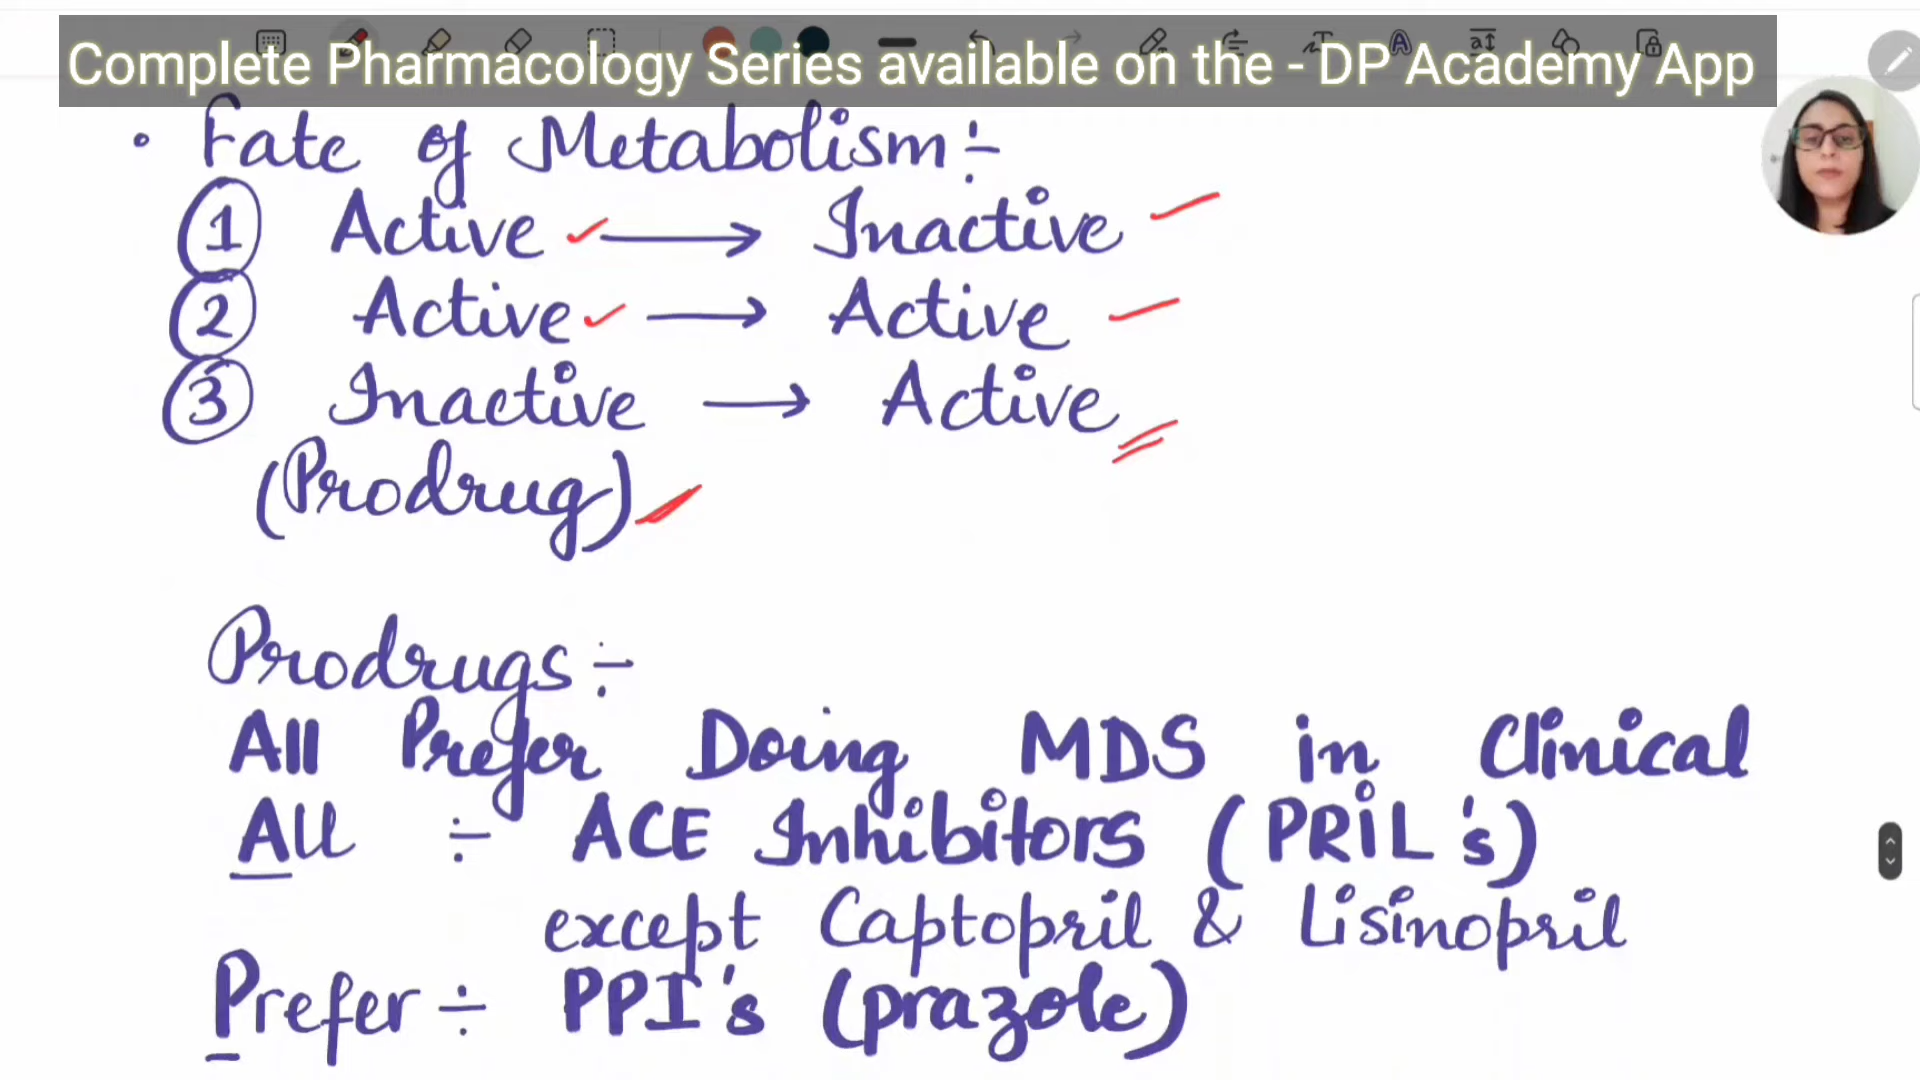 Complete Pharmacology Series available on the - DP Academy App
• Fate of Metabolism :-
1 Active → Inactive
2 Active → Active
3 Inactive → Active
(Prodrug)
Prodrugs :-
All Prefer Doing MDS in Clinical
All :- ACE Inhibitors (PRIL's)
except Captopril & Lisinopril
Prefer :- PPI's (prazole)